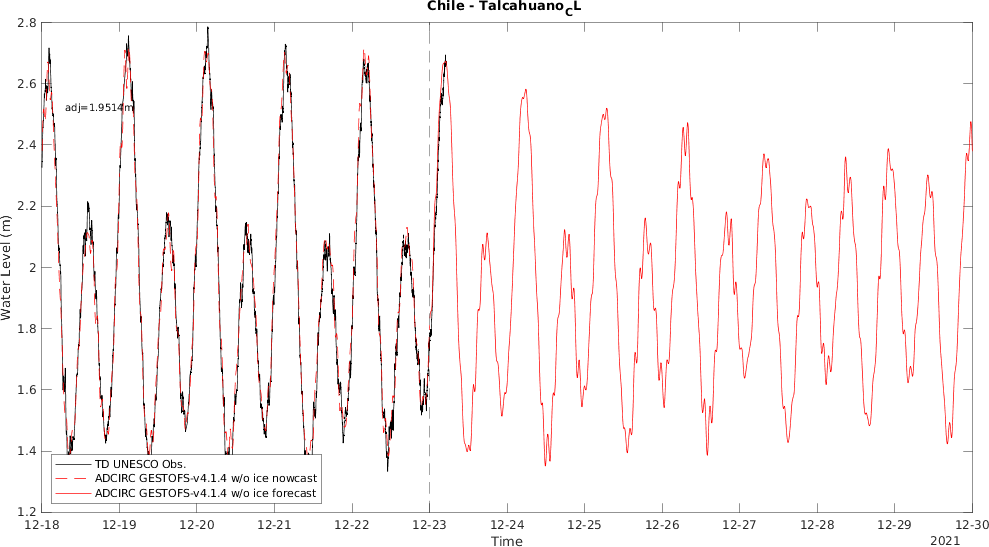 Chile - Talcahuano_CL
2.8
2.6
adj=1.9514m
2.4
2.2
2
1.8
1.6
1.4
1.2
Water Level (m)
TD UNESCO Obs.
ADCIRC GESTOFS-v4.1.4 w/o ice nowcast
ADCIRC GESTOFS-v4.1.4 w/o ice forecast
12-18 12-19 12-20 12-21 12-22 12-23 12-24 12-25 12-26 12-27 12-28 12-29 12-30
Time
2021